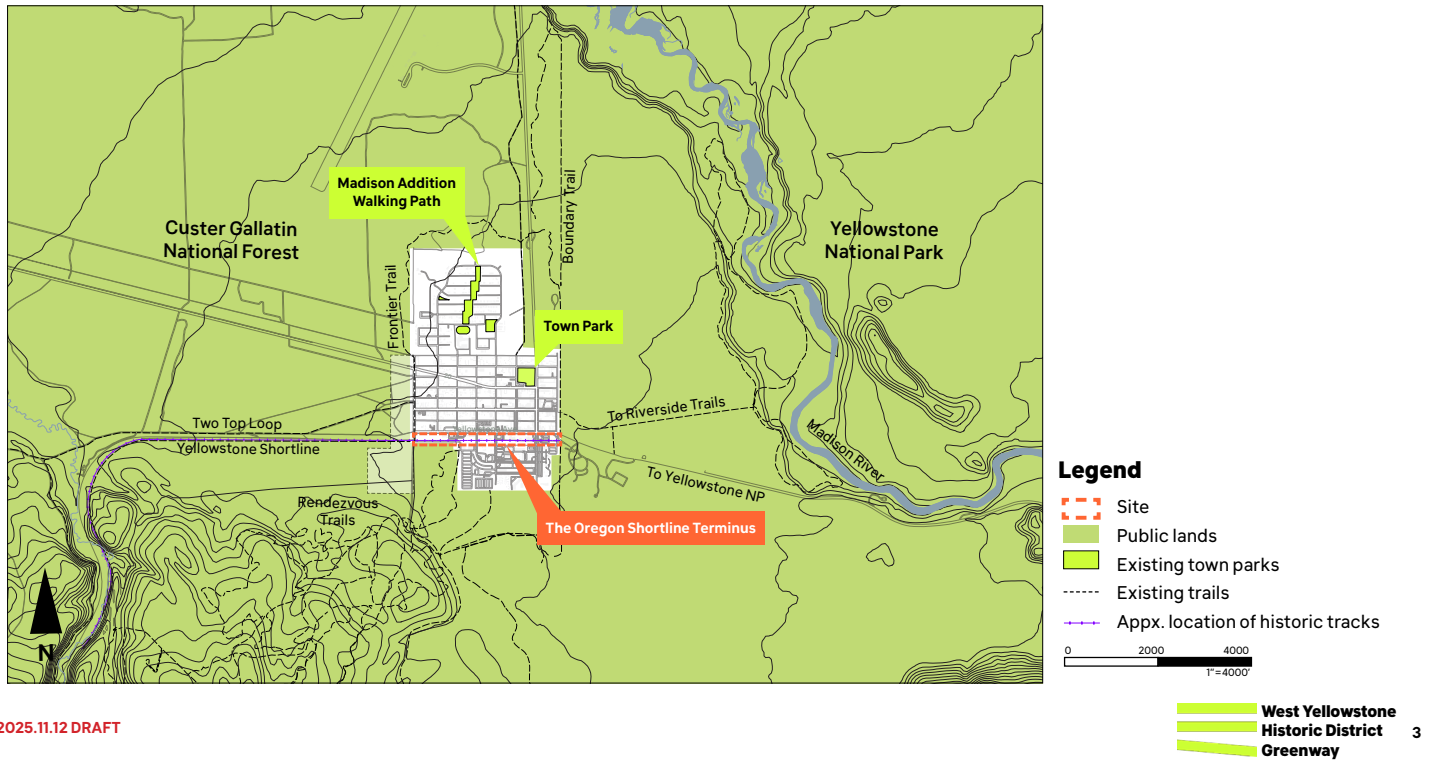 Madison Addition
Walking Path
Custer Gallatin
National Forest
Boundary Trail
Yellowstone
National Park
Frontier Trail
Town Park
To Riverside Trails
Two Top Loop
Yellowstone Shortline
Madison River
To Yellowstone NP
Rendezvous
Trails
The Oregon Shortline Terminus
N
Legend
Site
Public lands
Existing town parks
Existing trails
Appx. location of historic tracks
0 2000 4000
1"=4000'
2025.11.12 DRAFT
West Yellowstone
Historic District
Greenway
3